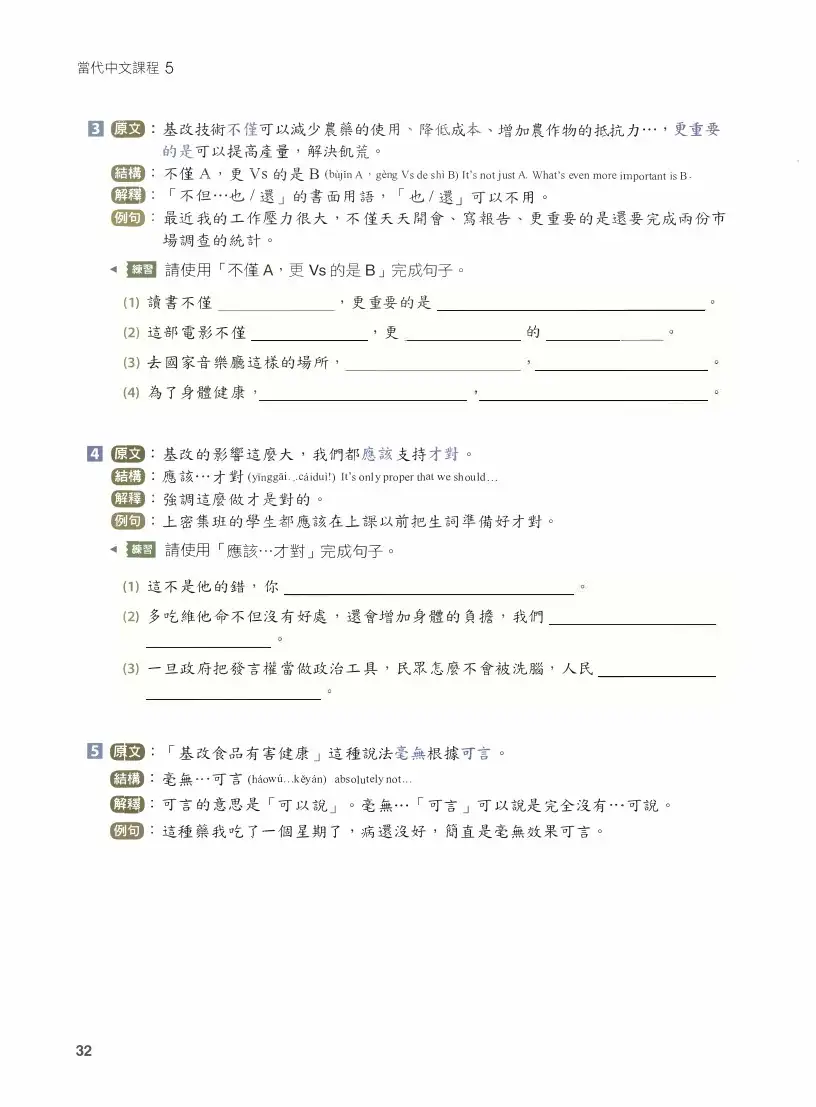 當代中文課程 5
3 原文：基改技術不僅可以減少農藥的使用、降低成本、增加農作物的抵抗力…，更重要
的是可以提高產量，解決飢荒。
結構：不僅 A，更 Vs 的是 B (bùjǐn A，gèng Vs de shì B) It's not just A. What's even more important is B.
解釋：「不但…也 / 還」的書面用語，「也 / 還」可以不用。
例句：最近我的工作壓力很大，不僅天天開會、寫報告、更重要的是還要完成兩份市
場調查的統計。
練習 請使用「不僅 A，更 Vs 的是 B」完成句子。
(1) 讀書不僅 ＿＿＿＿，更重要的是 ＿＿＿＿＿＿＿＿。
(2) 這部電影不僅 ＿＿＿＿，更 ＿＿＿＿ 的 ＿＿＿＿。
(3) 去國家音樂廳這樣的場所，＿＿＿＿＿＿，＿＿＿＿＿＿。
(4) 為了身體健康，＿＿＿＿＿＿，＿＿＿＿＿＿。
4 原文：基改的影響這麼大，我們都應該支持才對。
結構：應該…才對 (yīnggāi...cáiduì!) It's only proper that we should...
解釋：強調這麼做才是對的。
例句：上密集班的學生都應該在上課以前把生詞準備好才對。
練習 請使用「應該…才對」完成句子。
(1) 這不是他的錯，你 ＿＿＿＿＿＿＿＿。
(2) 多吃維他命不但沒有好處，還會增加身體的負擔，我們 ＿＿＿＿＿＿
＿＿＿＿。
(3) 一旦政府把發言權當做政治工具，民眾怎麼不會被洗腦，人民 ＿＿＿＿
＿＿＿＿＿＿。
5 原文：「基改食品有害健康」這種說法毫無根據可言。
結構：毫無…可言 (háowú...kěyán) absolutely not...
解釋：可言的意思是「可以說」。毫無…「可言」可以說是完全沒有…可說。
例句：這種藥我吃了一個星期了，病還沒好，簡直是毫無效果可言。
32